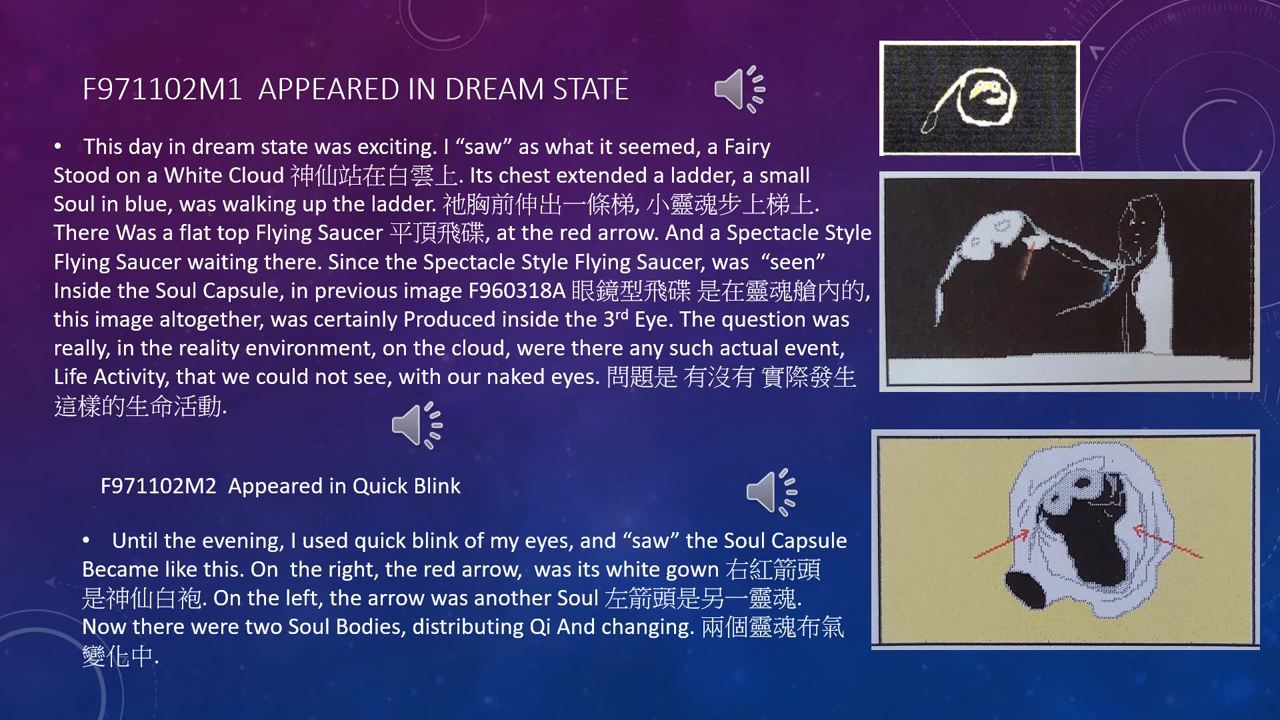 F971102M1 APPEARED IN DREAM STATE
• This day in dream state was exciting. I “saw” as what it seemed, a Fairy
Stood on a White Cloud 神仙站在白雲上. Its chest extended a ladder, a small
Soul in blue, was walking up the ladder. 祂胸前伸出一條梯, 小靈魂步上梯上.
There Was a flat top Flying Saucer 平頂飛碟, at the red arrow. And a Spectacle Style
Flying Saucer waiting there. Since the Spectacle Style Flying Saucer, was “seen”
Inside the Soul Capsule, in previous image F960318A 眼鏡型飛碟 是在靈魂艙內的,
this image altogether, was certainly Produced inside the 3rd Eye. The question was
really, in the reality environment, on the cloud, were there any such actual event,
Life Activity, that we could not see, with our naked eyes. 問題是 有沒有 實際發生
這樣的生命活動.
F971102M2 Appeared in Quick Blink
• Until the evening, I used quick blink of my eyes, and “saw” the Soul Capsule
Became like this. On the right, the red arrow, was its white gown 右紅箭頭
是神仙白袍. On the left, the arrow was another Soul 左箭頭是另一靈魂.
Now there were two Soul Bodies, distributing Qi And changing. 兩個靈魂布氣
變化中.